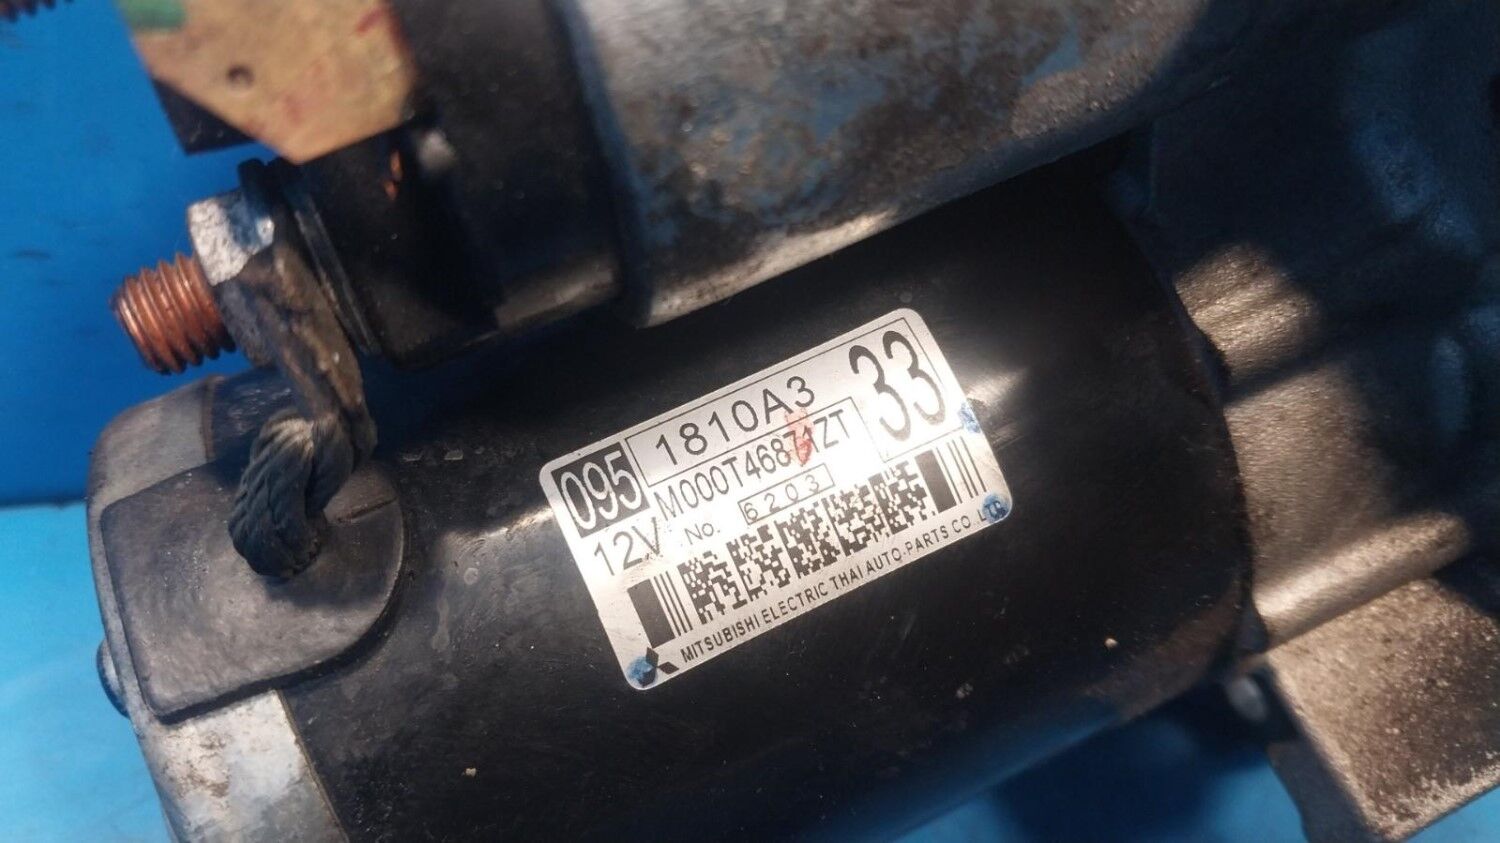 095 1810A3 33
M000T46871ZT
12V No. 6203
MITSUBISHI ELECTRIC THAI AUTO-PARTS CO.LTD